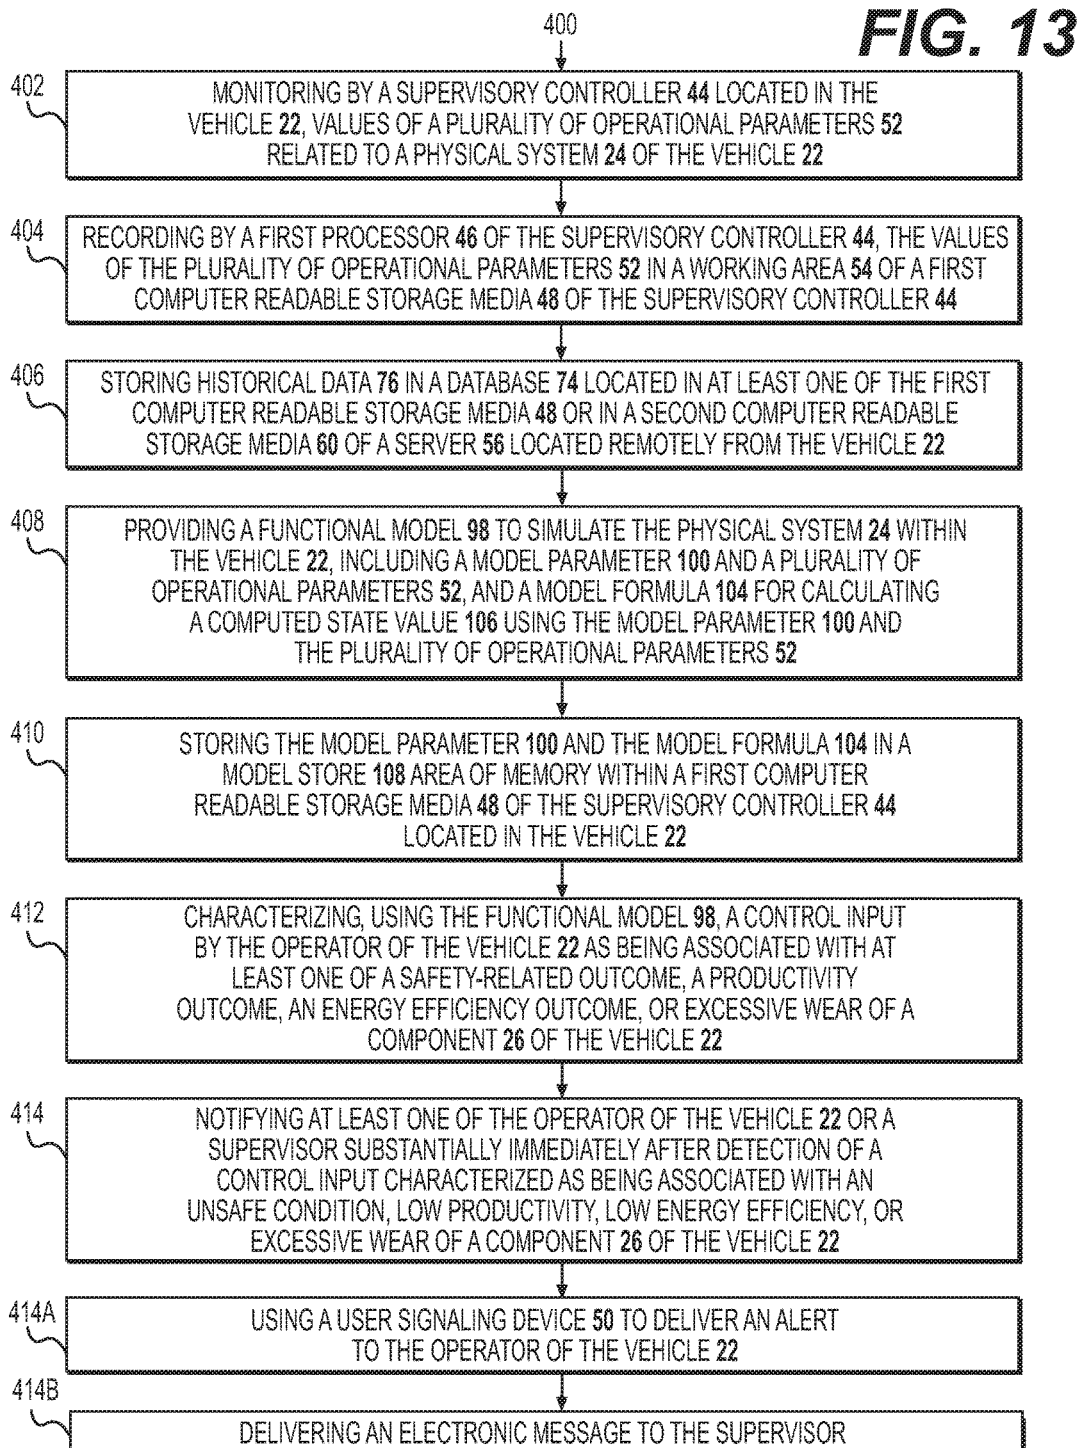 400
FIG. 13
402
MONITORING BY A SUPERVISORY CONTROLLER 44 LOCATED IN THE
VEHICLE 22, VALUES OF A PLURALITY OF OPERATIONAL PARAMETERS 52
RELATED TO A PHYSICAL SYSTEM 24 OF THE VEHICLE 22
404
RECORDING BY A FIRST PROCESSOR 46 OF THE SUPERVISORY CONTROLLER 44, THE VALUES
OF THE PLURALITY OF OPERATIONAL PARAMETERS 52 IN A WORKING AREA 54 OF A FIRST
COMPUTER READABLE STORAGE MEDIA 48 OF THE SUPERVISORY CONTROLLER 44
406
STORING HISTORICAL DATA 76 IN A DATABASE 74 LOCATED IN AT LEAST ONE OF THE FIRST
COMPUTER READABLE STORAGE MEDIA 48 OR IN A SECOND COMPUTER READABLE
STORAGE MEDIA 60 OF A SERVER 56 LOCATED REMOTELY FROM THE VEHICLE 22
408
PROVIDING A FUNCTIONAL MODEL 98 TO SIMULATE THE PHYSICAL SYSTEM 24 WITHIN
THE VEHICLE 22, INCLUDING A MODEL PARAMETER 100 AND A PLURALITY OF
OPERATIONAL PARAMETERS 52, AND A MODEL FORMULA 104 FOR CALCULATING
A COMPUTED STATE VALUE 106 USING THE MODEL PARAMETER 100 AND
THE PLURALITY OF OPERATIONAL PARAMETERS 52
410
STORING THE MODEL PARAMETER 100 AND THE MODEL FORMULA 104 IN A
MODEL STORE 108 AREA OF MEMORY WITHIN A FIRST COMPUTER
READABLE STORAGE MEDIA 48 OF THE SUPERVISORY CONTROLLER 44
LOCATED IN THE VEHICLE 22
412
CHARACTERIZING, USING THE FUNCTIONAL MODEL 98, A CONTROL INPUT
BY THE OPERATOR OF THE VEHICLE 22 AS BEING ASSOCIATED WITH AT
LEAST ONE OF A SAFETY-RELATED OUTCOME, A PRODUCTIVITY
OUTCOME, AN ENERGY EFFICIENCY OUTCOME, OR EXCESSIVE WEAR OF A
COMPONENT 26 OF THE VEHICLE 22
414
NOTIFYING AT LEAST ONE OF THE OPERATOR OF THE VEHICLE 22 OR A
SUPERVISOR SUBSTANTIALLY IMMEDIATELY AFTER DETECTION OF A
CONTROL INPUT CHARACTERIZED AS BEING ASSOCIATED WITH AN
UNSAFE CONDITION, LOW PRODUCTIVITY, LOW ENERGY EFFICIENCY, OR
EXCESSIVE WEAR OF A COMPONENT 26 OF THE VEHICLE 22
414A
USING A USER SIGNALING DEVICE 50 TO DELIVER AN ALERT
TO THE OPERATOR OF THE VEHICLE 22
414B
DELIVERING AN ELECTRONIC MESSAGE TO THE SUPERVISOR